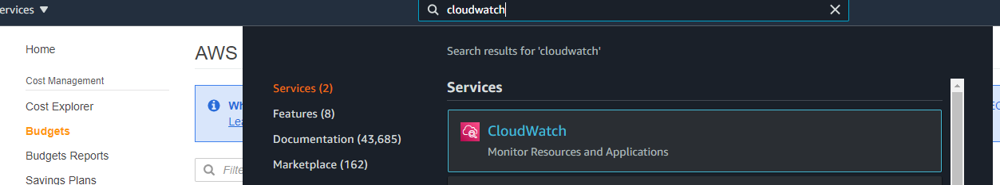 ervices ▼
cloudwatch
Home
Cost Management
Cost Explorer
Budgets
Budgets Reports
Savings Plans
AWS
Wh
Lea
Filte
Search results for 'cloudwatch'
Services (2)
Features (8)
Documentation (43,685)
Marketplace (162)
Services
CloudWatch
Monitor Resources and Applications